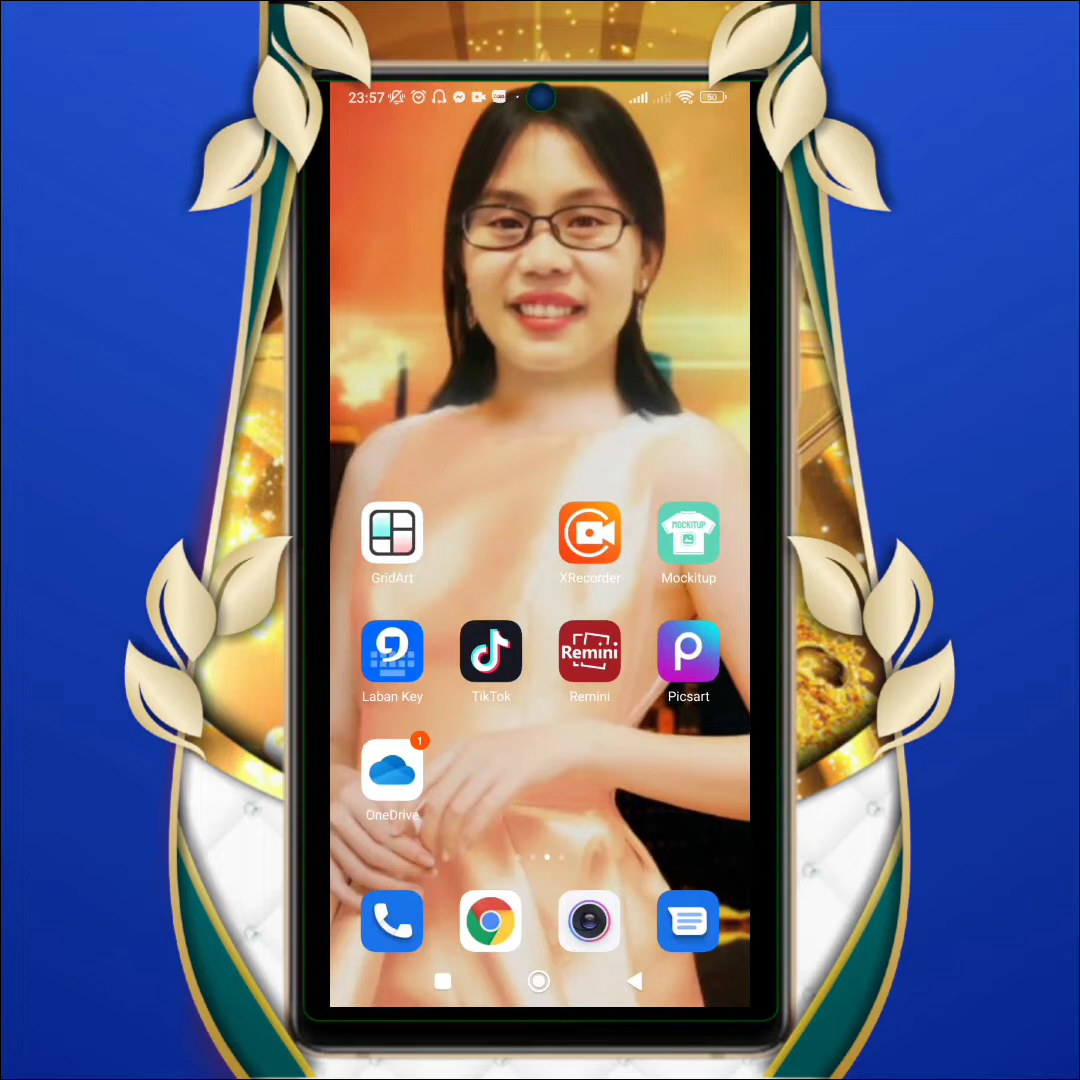 23:57 50
GridArt XRecorder Mockitup
MOCKITUP
Remini
Laban Key TikTok Remini Picsart
1
OneDrive